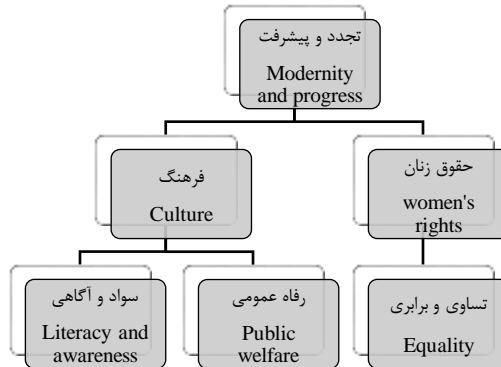 تجدد و پیشرفت
Modernity
and progress
فرهنگ
Culture
حقوق زنان
women's
rights
سواد و آگاهی
Literacy and
awareness
رفاه عمومی
Public
welfare
تساوی و برابری
Equality